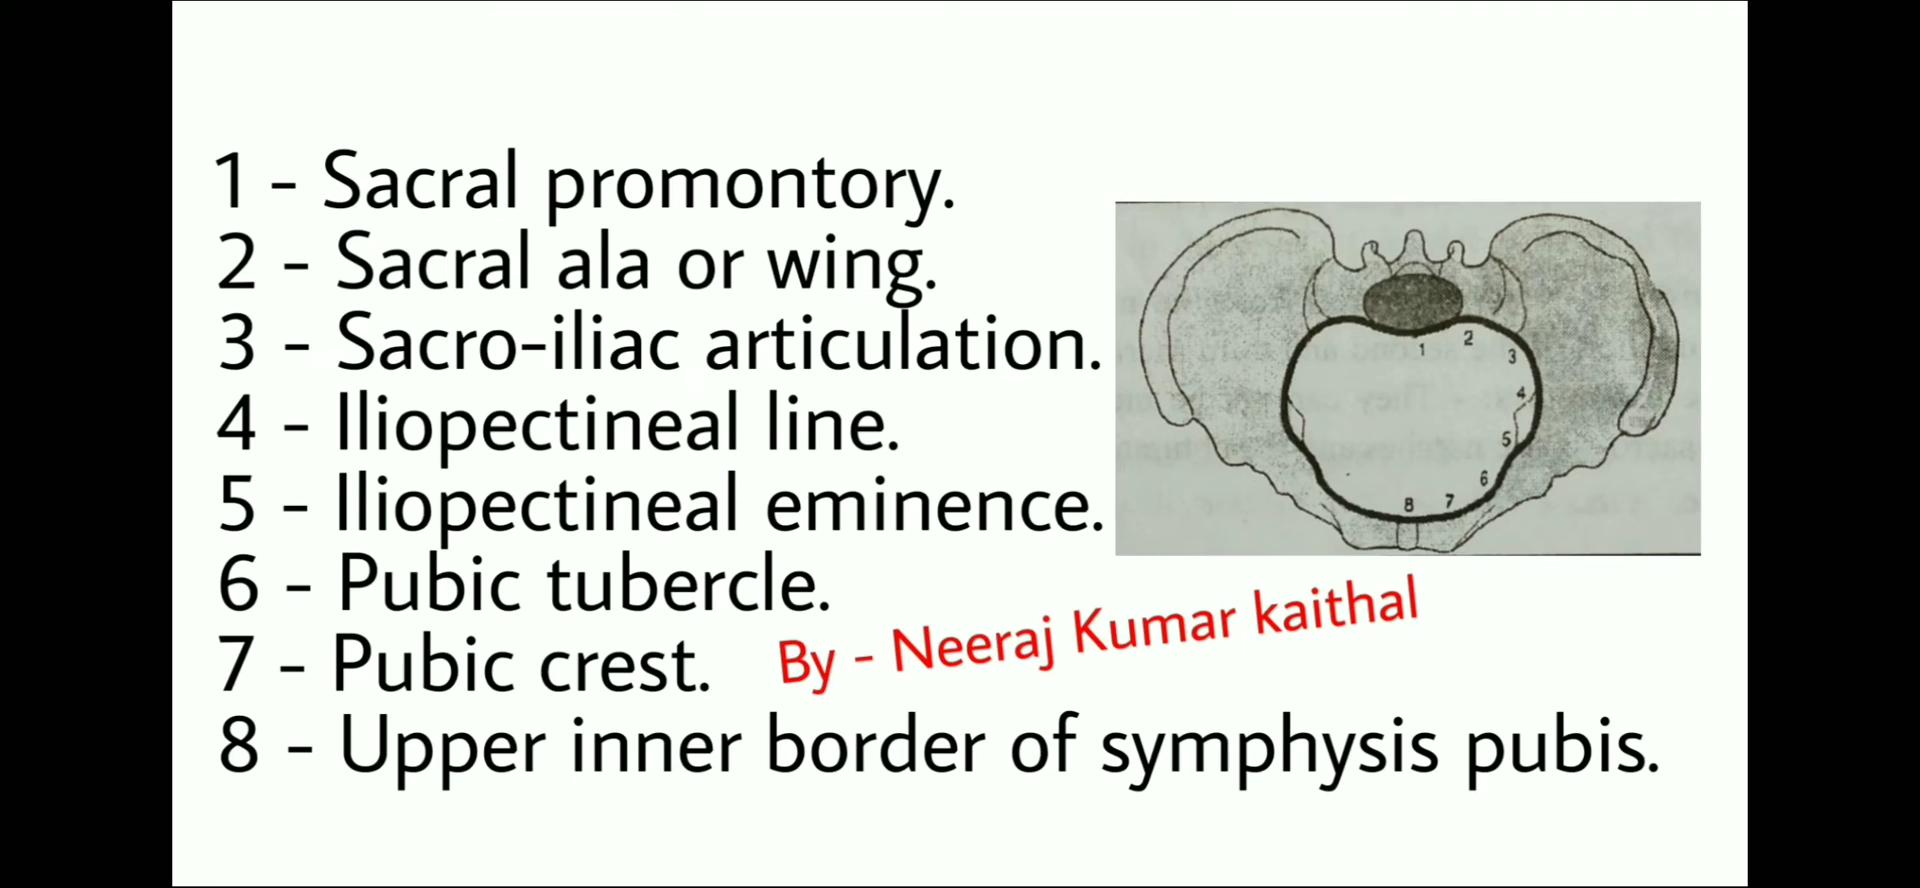 1 - Sacral promontory.
2 - Sacral ala or wing.
3 - Sacro-iliac articulation.
4 - Iliopectineal line.
5 - Iliopectineal eminence.
6 - Pubic tubercle.
7 - Pubic crest.
8 - Upper inner border of symphysis pubis.
By - Neeraj Kumar kaithal
1
2
3
4
5
6
7
8